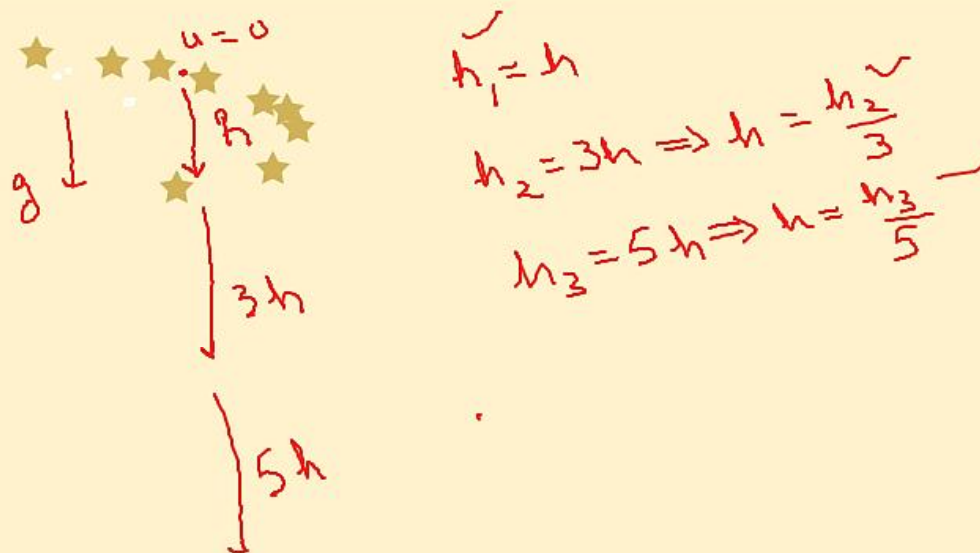 u = 0
h
g
3h
5h
h₁ = h
h₂ = 3h ⇒ h = h₂/3
h₃ = 5h ⇒ h = h₃/5